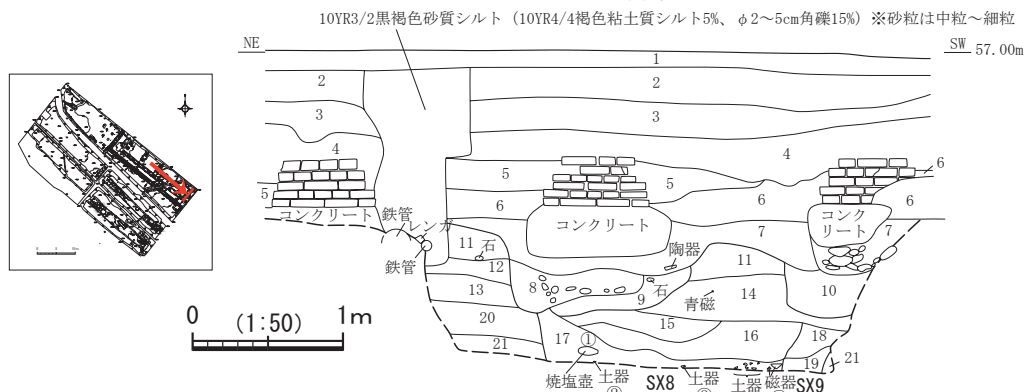 10YR3/2黒褐色砂質シルト（10YR4/4褐色粘土質シルト5%、φ2～5cm角礫15%）※砂粒は中粒～細粒
NE
SW 57.00m
1
2
2
3
3
4
4
5
5
5
6
6
6
6
コンクリート
コンクリート
コンク
リート
鉄管
レンガ
鉄管
7
7
11
石
12
陶器
11
13
8
9
石
青磁
14
10
20
15
16
18
21
17
①
19
21
0
(1:50)
1m
焼塩壺
土器
SX8
土器
土器
磁器
SX9